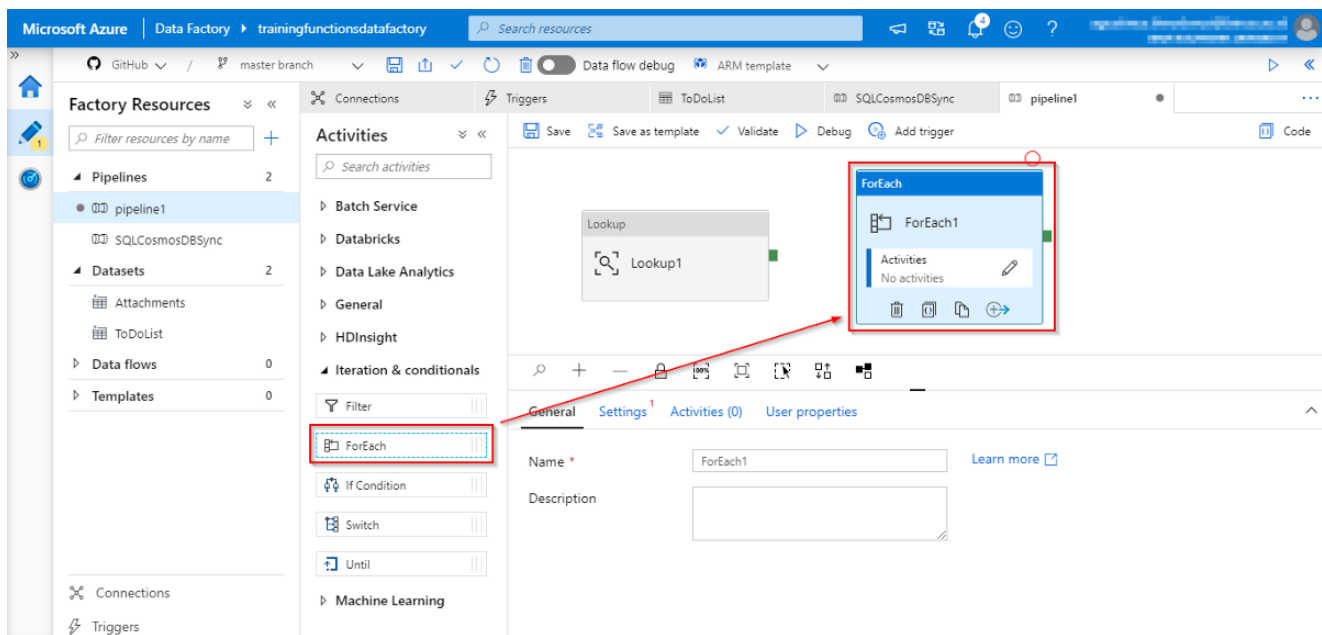 Microsoft Azure
Data Factory
trainingfunctionsdatafactory
Search resources
4
?
GitHub
/
master branch
Data flow debug
ARM template
1
Factory Resources
Filter resources by name
Pipelines 2
pipeline1
SQLCosmosDBSync
Datasets 2
Attachments
ToDoList
Data flows 0
Templates 0
Connections
Triggers
Connections
Triggers
ToDoList
SQLCosmosDBSync
pipeline1
Activities
Search activities
Batch Service
Databricks
Data Lake Analytics
General
HDInsight
Iteration & conditionals
Filter
ForEach
If Condition
Switch
Until
Machine Learning
Save
Save as template
Validate
Debug
Add trigger
Code
Lookup
Lookup1
ForEach
ForEach1
Activities
No activities
100%
General
Settings 1
Activities (0)
User properties
Name *
ForEach1
Learn more
Description